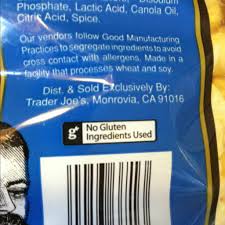 Phosphate, Lactic Acid, Canola Oil,
Citric Acid, Spice.
Our vendors follow Good Manufacturing
Practices to segregate ingredients to avoid
cross contact with allergens. Made in a
facility that processes wheat and soy.
Dist. & Sold Exclusively By:
Trader Joe's, Monrovia, CA 91016
g No Gluten
Ingredients Used